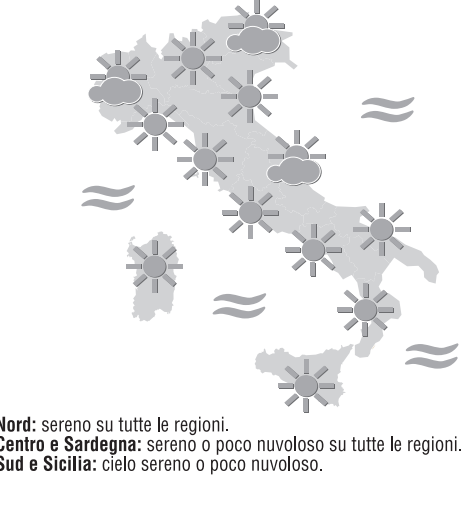 Nord: sereno su tutte le regioni.
Centro e Sardegna: sereno o poco nuvoloso su tutte le regioni.
Sud e Sicilia: cielo sereno o poco nuvoloso.